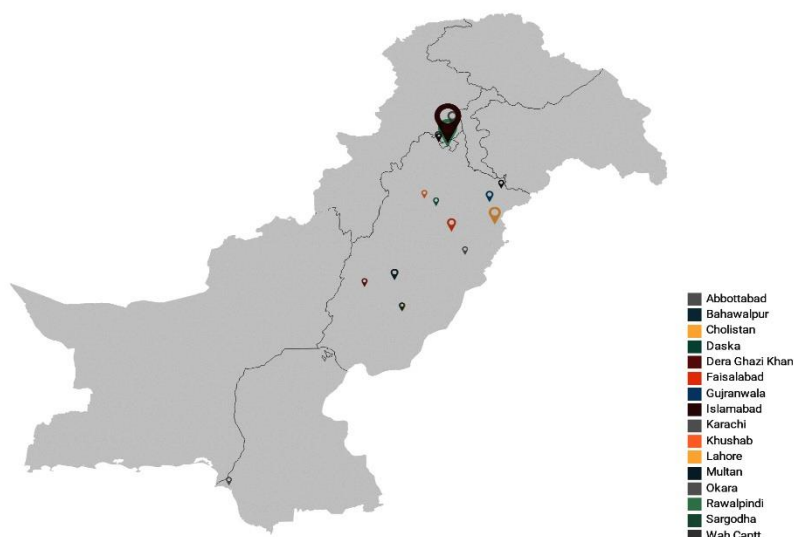 Abbottabad
Bahawalpur
Cholistan
Daska
Dera Ghazi Khan
Faisalabad
Gujranwala
Islamabad
Karachi
Khushab
Lahore
Multan
Okara
Rawalpindi
Sargodha
Wah Cantt